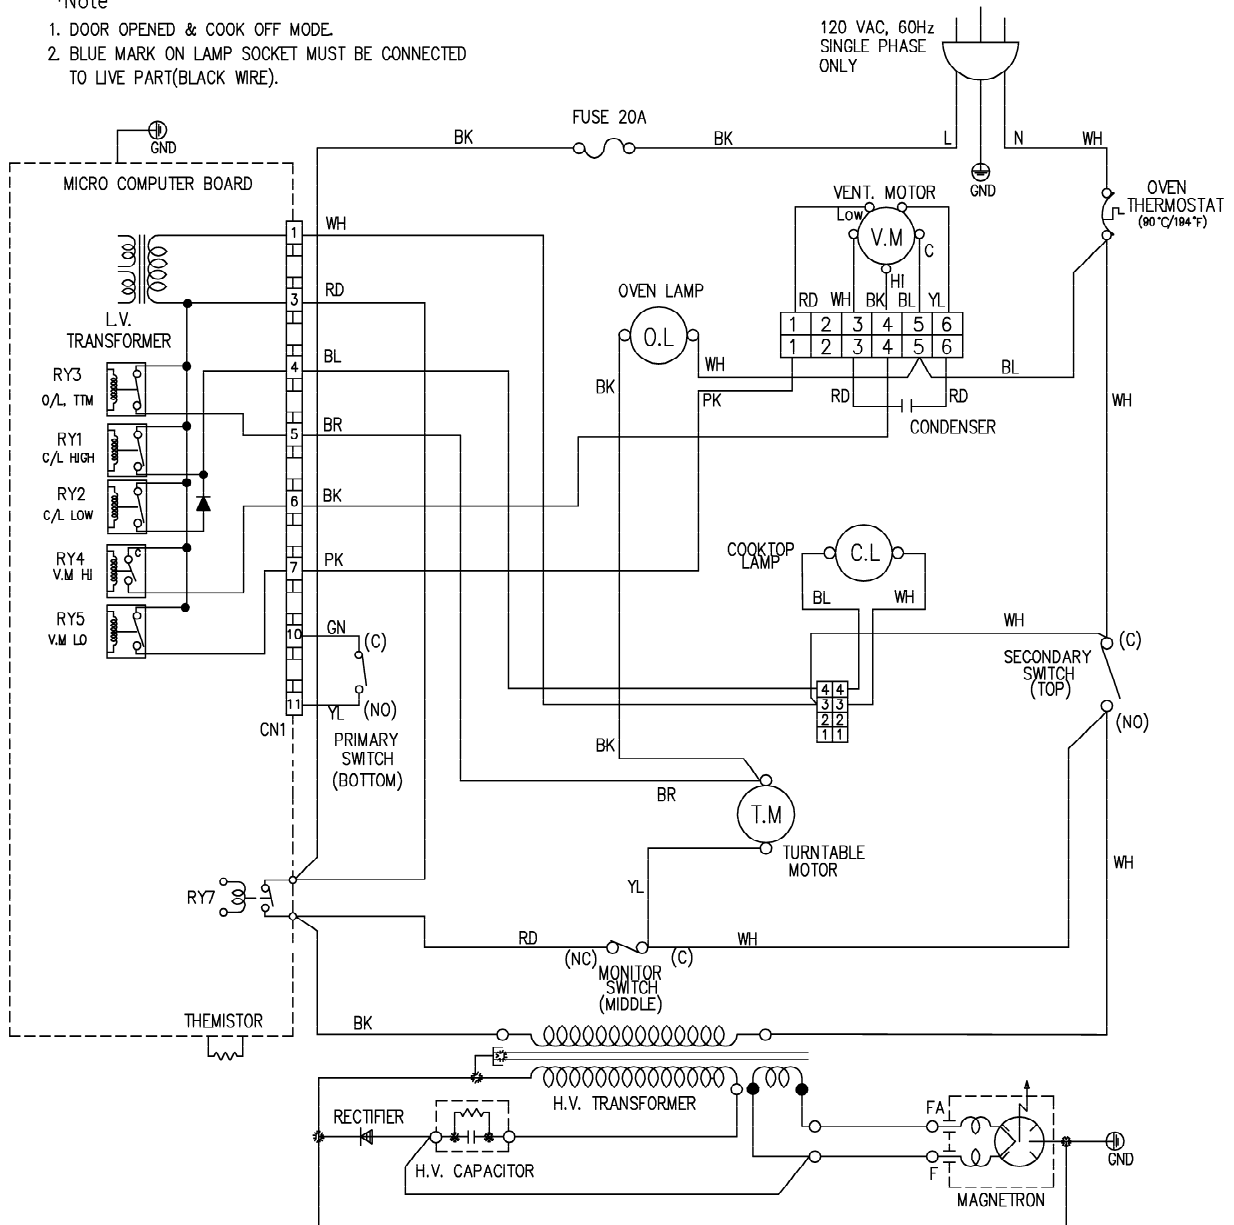 *Note
1. DOOR OPENED & COOK OFF MODE.
2. BLUE MARK ON LAMP SOCKET MUST BE CONNECTED
TO LIVE PART(BLACK WIRE).
120 VAC, 60Hz
SINGLE PHASE
ONLY
FUSE 20A
BK
BK
L
N
WH
GND
GND
MICRO COMPUTER BOARD
VENT. MOTOR
OVEN
THERMOSTAT
(90°C/194°F)
Low
V.M
C
HI
1
WH
RD
WH
BK
BL
YL
OVEN LAMP
O.L
3
RD
1 2 3 4 5 6
1 2 3 4 5 6
L.V.
TRANSFORMER
WH
BL
BK
PK
RD
RD
CONDENSER
WH
4
BL
RY3
O/L, TTM
5
BR
RY1
C/L HIGH
RY2
C/L LOW
6
BK
RY4
V.M HI
C
7
PK
RY5
V.M LO
COOKTOP
LAMP
C.L
BL
WH
WH
10
GN
(C)
11
YL
(NO)
CN1
PRIMARY
SWITCH
(BOTTOM)
4 4
3 3
2 2
1 1
(C)
SECONDARY
SWITCH
(TOP)
(NO)
BK
BR
T.M
TURNTABLE
MOTOR
YL
WH
RY7
RD
(NC)
(C)
WH
MONITOR
SWITCH
(MIDDLE)
THEMISTOR
BK
H.V. TRANSFORMER
RECTIFIER
H.V. CAPACITOR
FA
F
MAGNETRON
GND